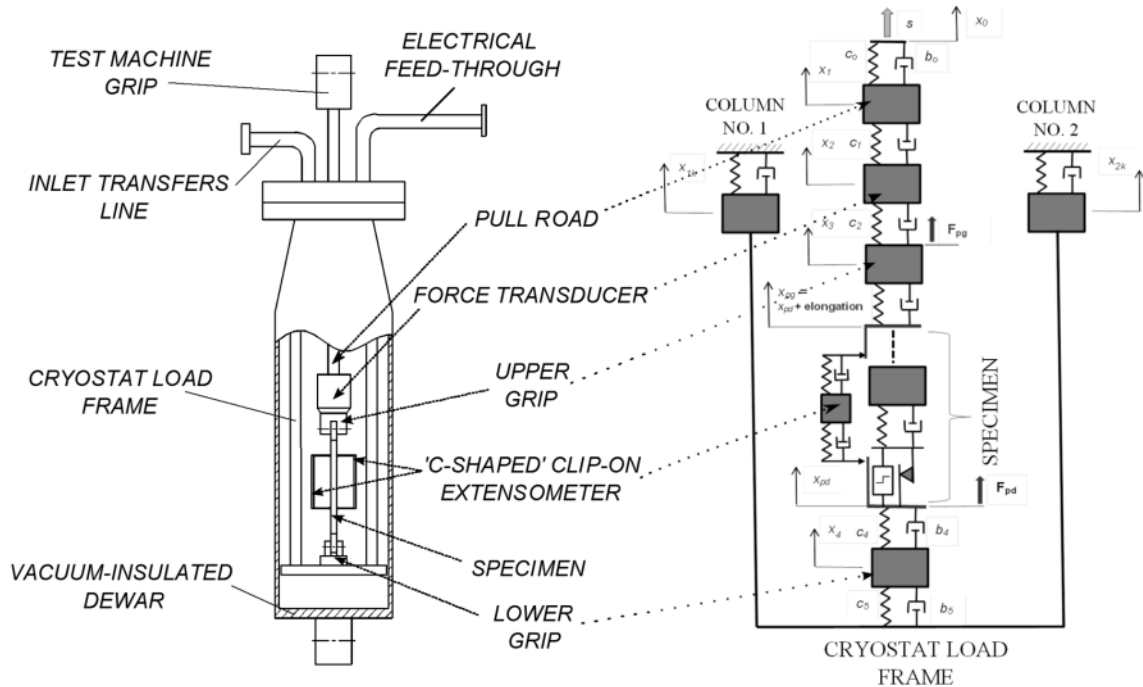 TEST MACHINE
GRIP
ELECTRICAL
FEED-THROUGH
INLET TRANSFERS
LINE
PULL ROAD
FORCE TRANSDUCER
CRYOSTAT LOAD
FRAME
UPPER
GRIP
'C-SHAPED' CLIP-ON
EXTENSOMETER
SPECIMEN
VACUUM-INSULATED
DEWAR
LOWER
GRIP
s
x0
c0
b0
x1
COLUMN
NO. 1
COLUMN
NO. 2
x1k
x2k
x2 c1
x3 c2
Fpg
xpg =
xpd + elongation
SPECIMEN
xpd
Fpd
x4 c4 b4
c5 b5
CRYOSTAT LOAD
FRAME